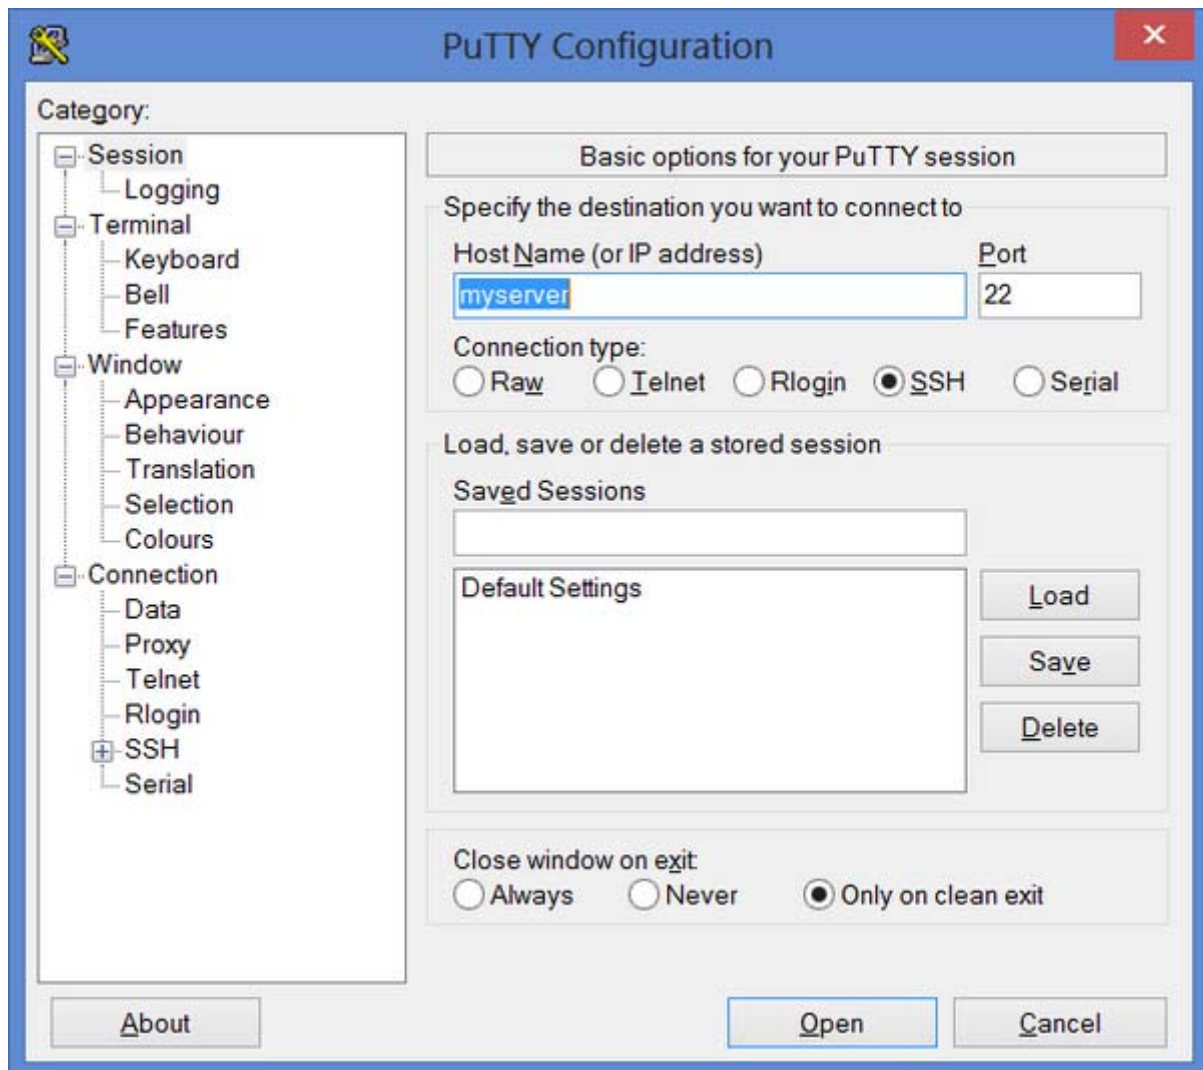 PuTTY Configuration
Category:
Session
Logging
Terminal
Keyboard
Bell
Features
Window
Appearance
Behaviour
Translation
Selection
Colours
Connection
Data
Proxy
Telnet
Rlogin
SSH
Serial
Basic options for your PuTTY session
Specify the destination you want to connect to
Host Name (or IP address) Port
myserver 22
Connection type:
Raw Telnet Rlogin SSH Serial
Load, save or delete a stored session
Saved Sessions
Default Settings
Load
Save
Delete
Close window on exit:
Always Never Only on clean exit
About Open Cancel